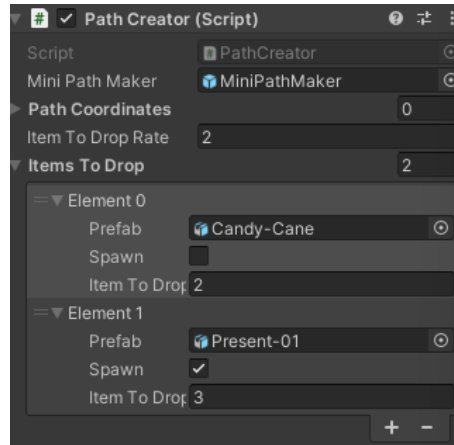 # Path Creator (Script)
Script # PathCreator
Mini Path Maker MiniPathMaker
Path Coordinates 0
Item To Drop Rate 2
Items To Drop 2
Element 0
Prefab Candy-Cane
Spawn
Item To Drop 2
Element 1
Prefab Present-01
Spawn
Item To Drop 3
+ -